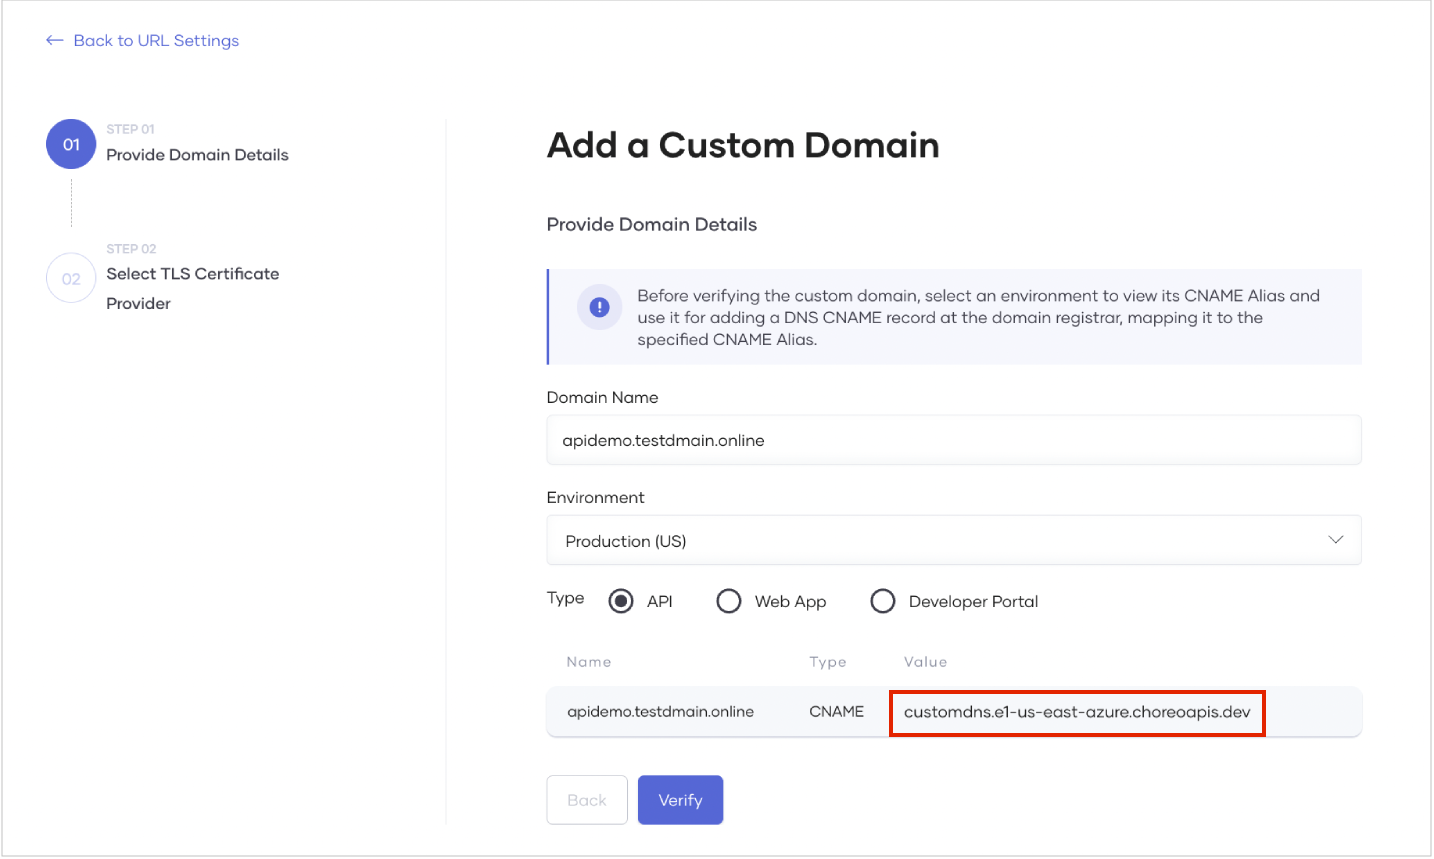 Back to URL Settings
01
STEP 01
Provide Domain Details
02
STEP 02
Select TLS Certificate
Provider
Add a Custom Domain
Provide Domain Details
Before verifying the custom domain, select an environment to view its CNAME Alias and
use it for adding a DNS CNAME record at the domain registrar, mapping it to the
specified CNAME Alias.
Domain Name
apidemo.testdmain.online
Environment
Production (US)
Type API Web App Developer Portal
Name Type Value
apidemo.testdmain.online CNAME customdns.e1-us-east-azure.choreoapis.dev
Back Verify